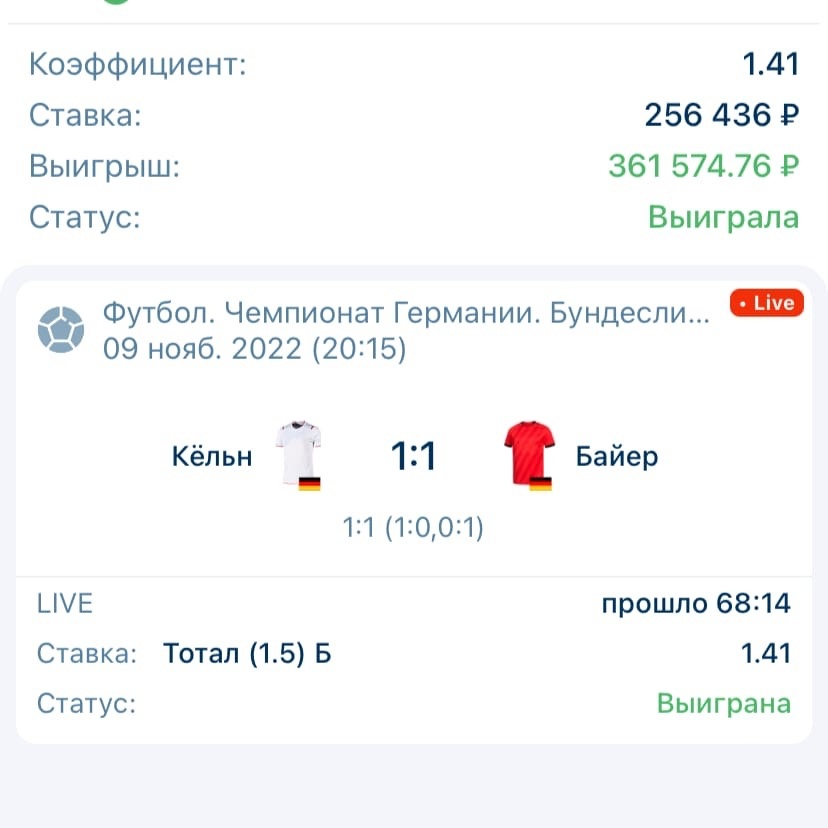 Коэффициент: 1.41
Ставка: 256 436 ₽
Выигрыш: 361 574.76 ₽
Статус: Выиграла
Футбол. Чемпионат Германии. Бундесли... • Live
09 нояб. 2022 (20:15)
Кёльн 1:1 Байер
1:1 (1:0,0:1)
LIVE прошло 68:14
Ставка: Тотал (1.5) Б 1.41
Статус: Выиграна